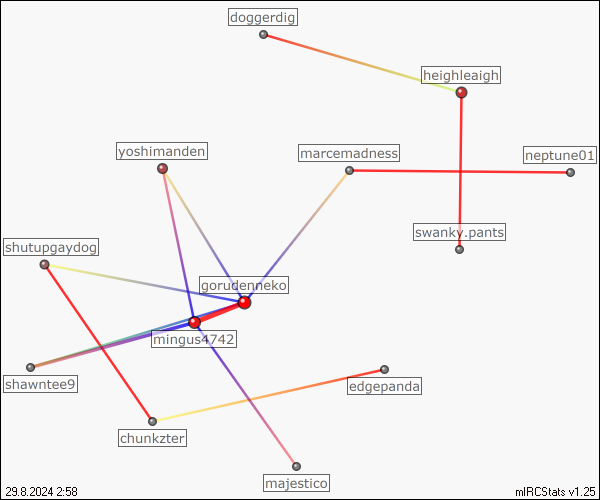 doggerdig
heighleaigh
yoshimanden
marcemadness
neptune01
swanky.pants
shutupgaydog
gorudenneko
mingus4742
shawntee9
edgepanda
chunkzter
majestico
29.8.2024 2:58
mIRCStats v1.25